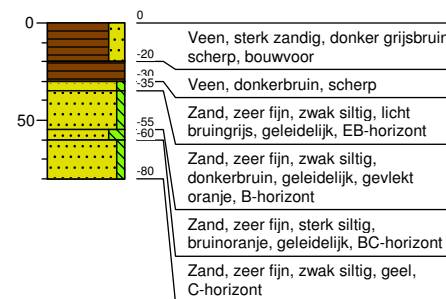 0
0
Veen, sterk zandig, donker grijsbruin,
scherp, bouwvoor
-20
Veen, donkerbruin, scherp
-30
-35
Zand, zeer fijn, zwak siltig, licht
bruingrijs, geleidelijk, EB-horizont
50
-55
-60
Zand, zeer fijn, zwak siltig,
donkerbruin, geleidelijk, gevlekt
oranje, B-horizont
-80
Zand, zeer fijn, sterk siltig,
bruinoranje, geleidelijk, BC-horizont
Zand, zeer fijn, zwak siltig, geel,
C-horizont